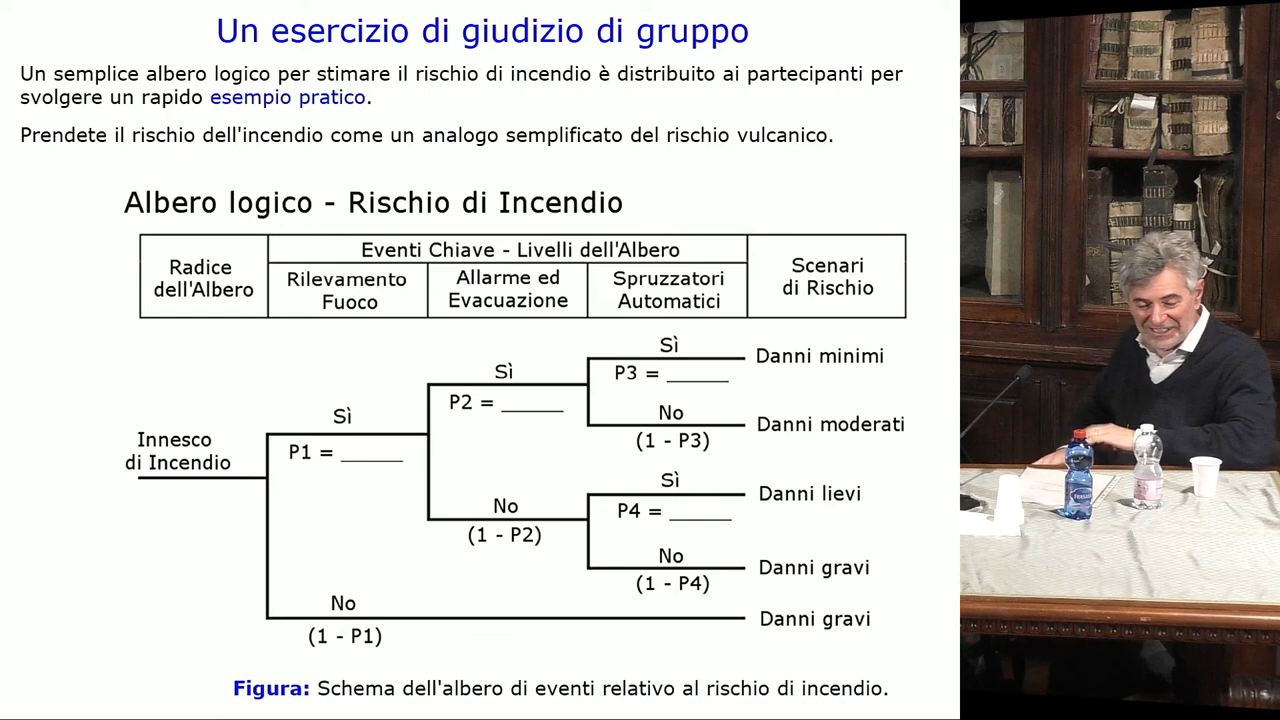 Un esercizio di giudizio di gruppo
Un semplice albero logico per stimare il rischio di incendio è distribuito ai partecipanti per
svolgere un rapido esempio pratico.
Prendete il rischio dell'incendio come un analogo semplificato del rischio vulcanico.
Albero logico - Rischio di Incendio
Radice
dell'Albero
Eventi Chiave - Livelli dell'Albero
Rilevamento
Fuoco
Allarme ed
Evacuazione
Spruzzatori
Automatici
Scenari
di Rischio
Innesco
di Incendio
Sì
P1 = ______
No
(1 - P1)
Sì
P2 = ______
No
(1 - P2)
Sì
P3 = ______
No
(1 - P3)
Sì
P4 = ______
No
(1 - P4)
Danni minimi
Danni moderati
Danni lievi
Danni gravi
Danni gravi
Figura: Schema dell'albero di eventi relativo al rischio di incendio.